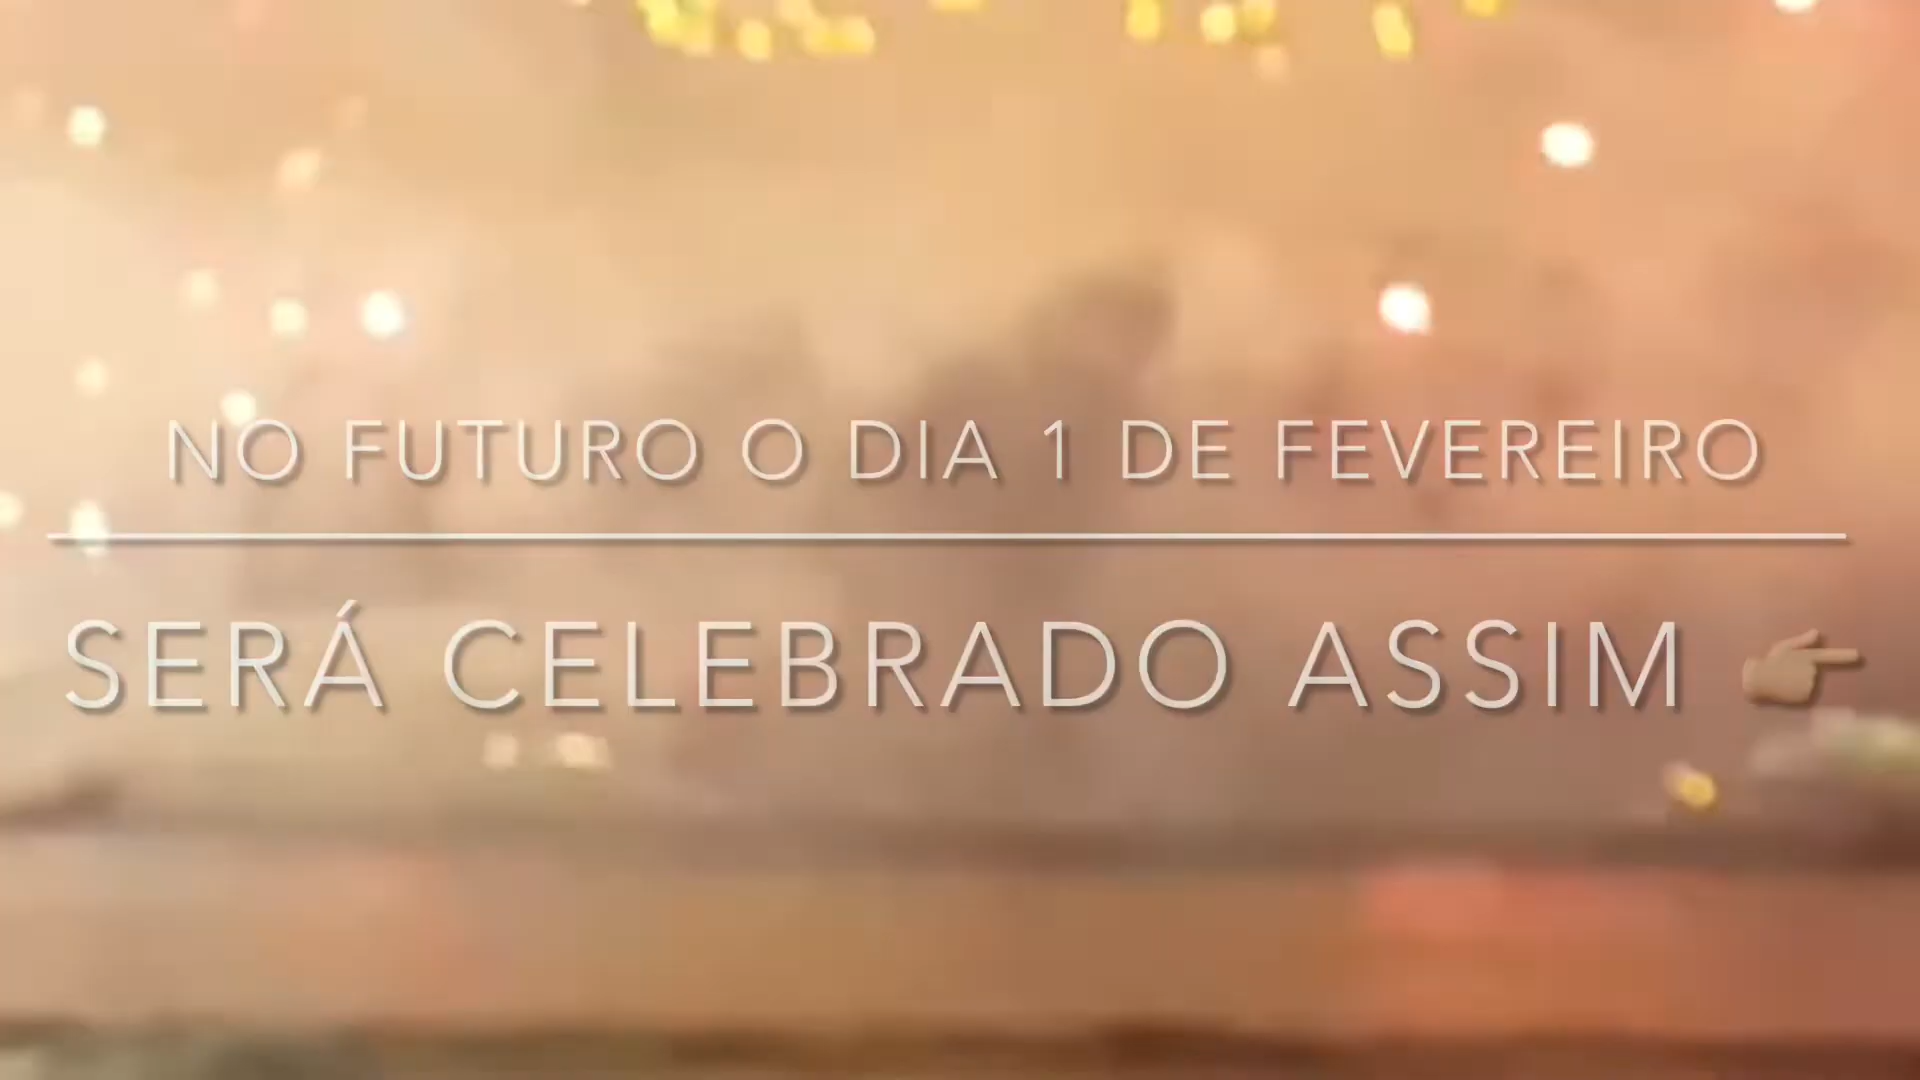 NO FUTURO O DIA 1 DE FEVEREIRO
SERÁ CELEBRADO ASSIM 👉🏽